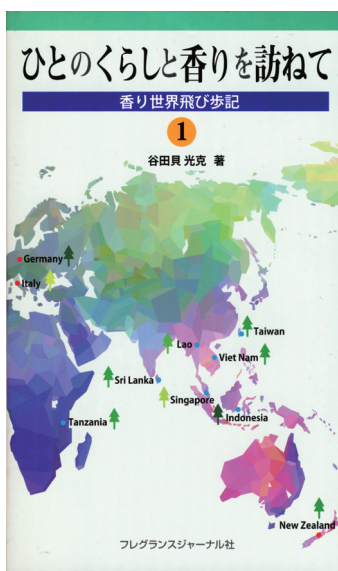 ひとのくらしと香りを訪ねて
香り世界飛び歩記
1
谷田貝 光克 著
Germany
Italy
Taiwan
Lao
Viet Nam
Sri Lanka
Singapore
Indonesia
Tanzania
New Zealand
フレグランスジャーナル社